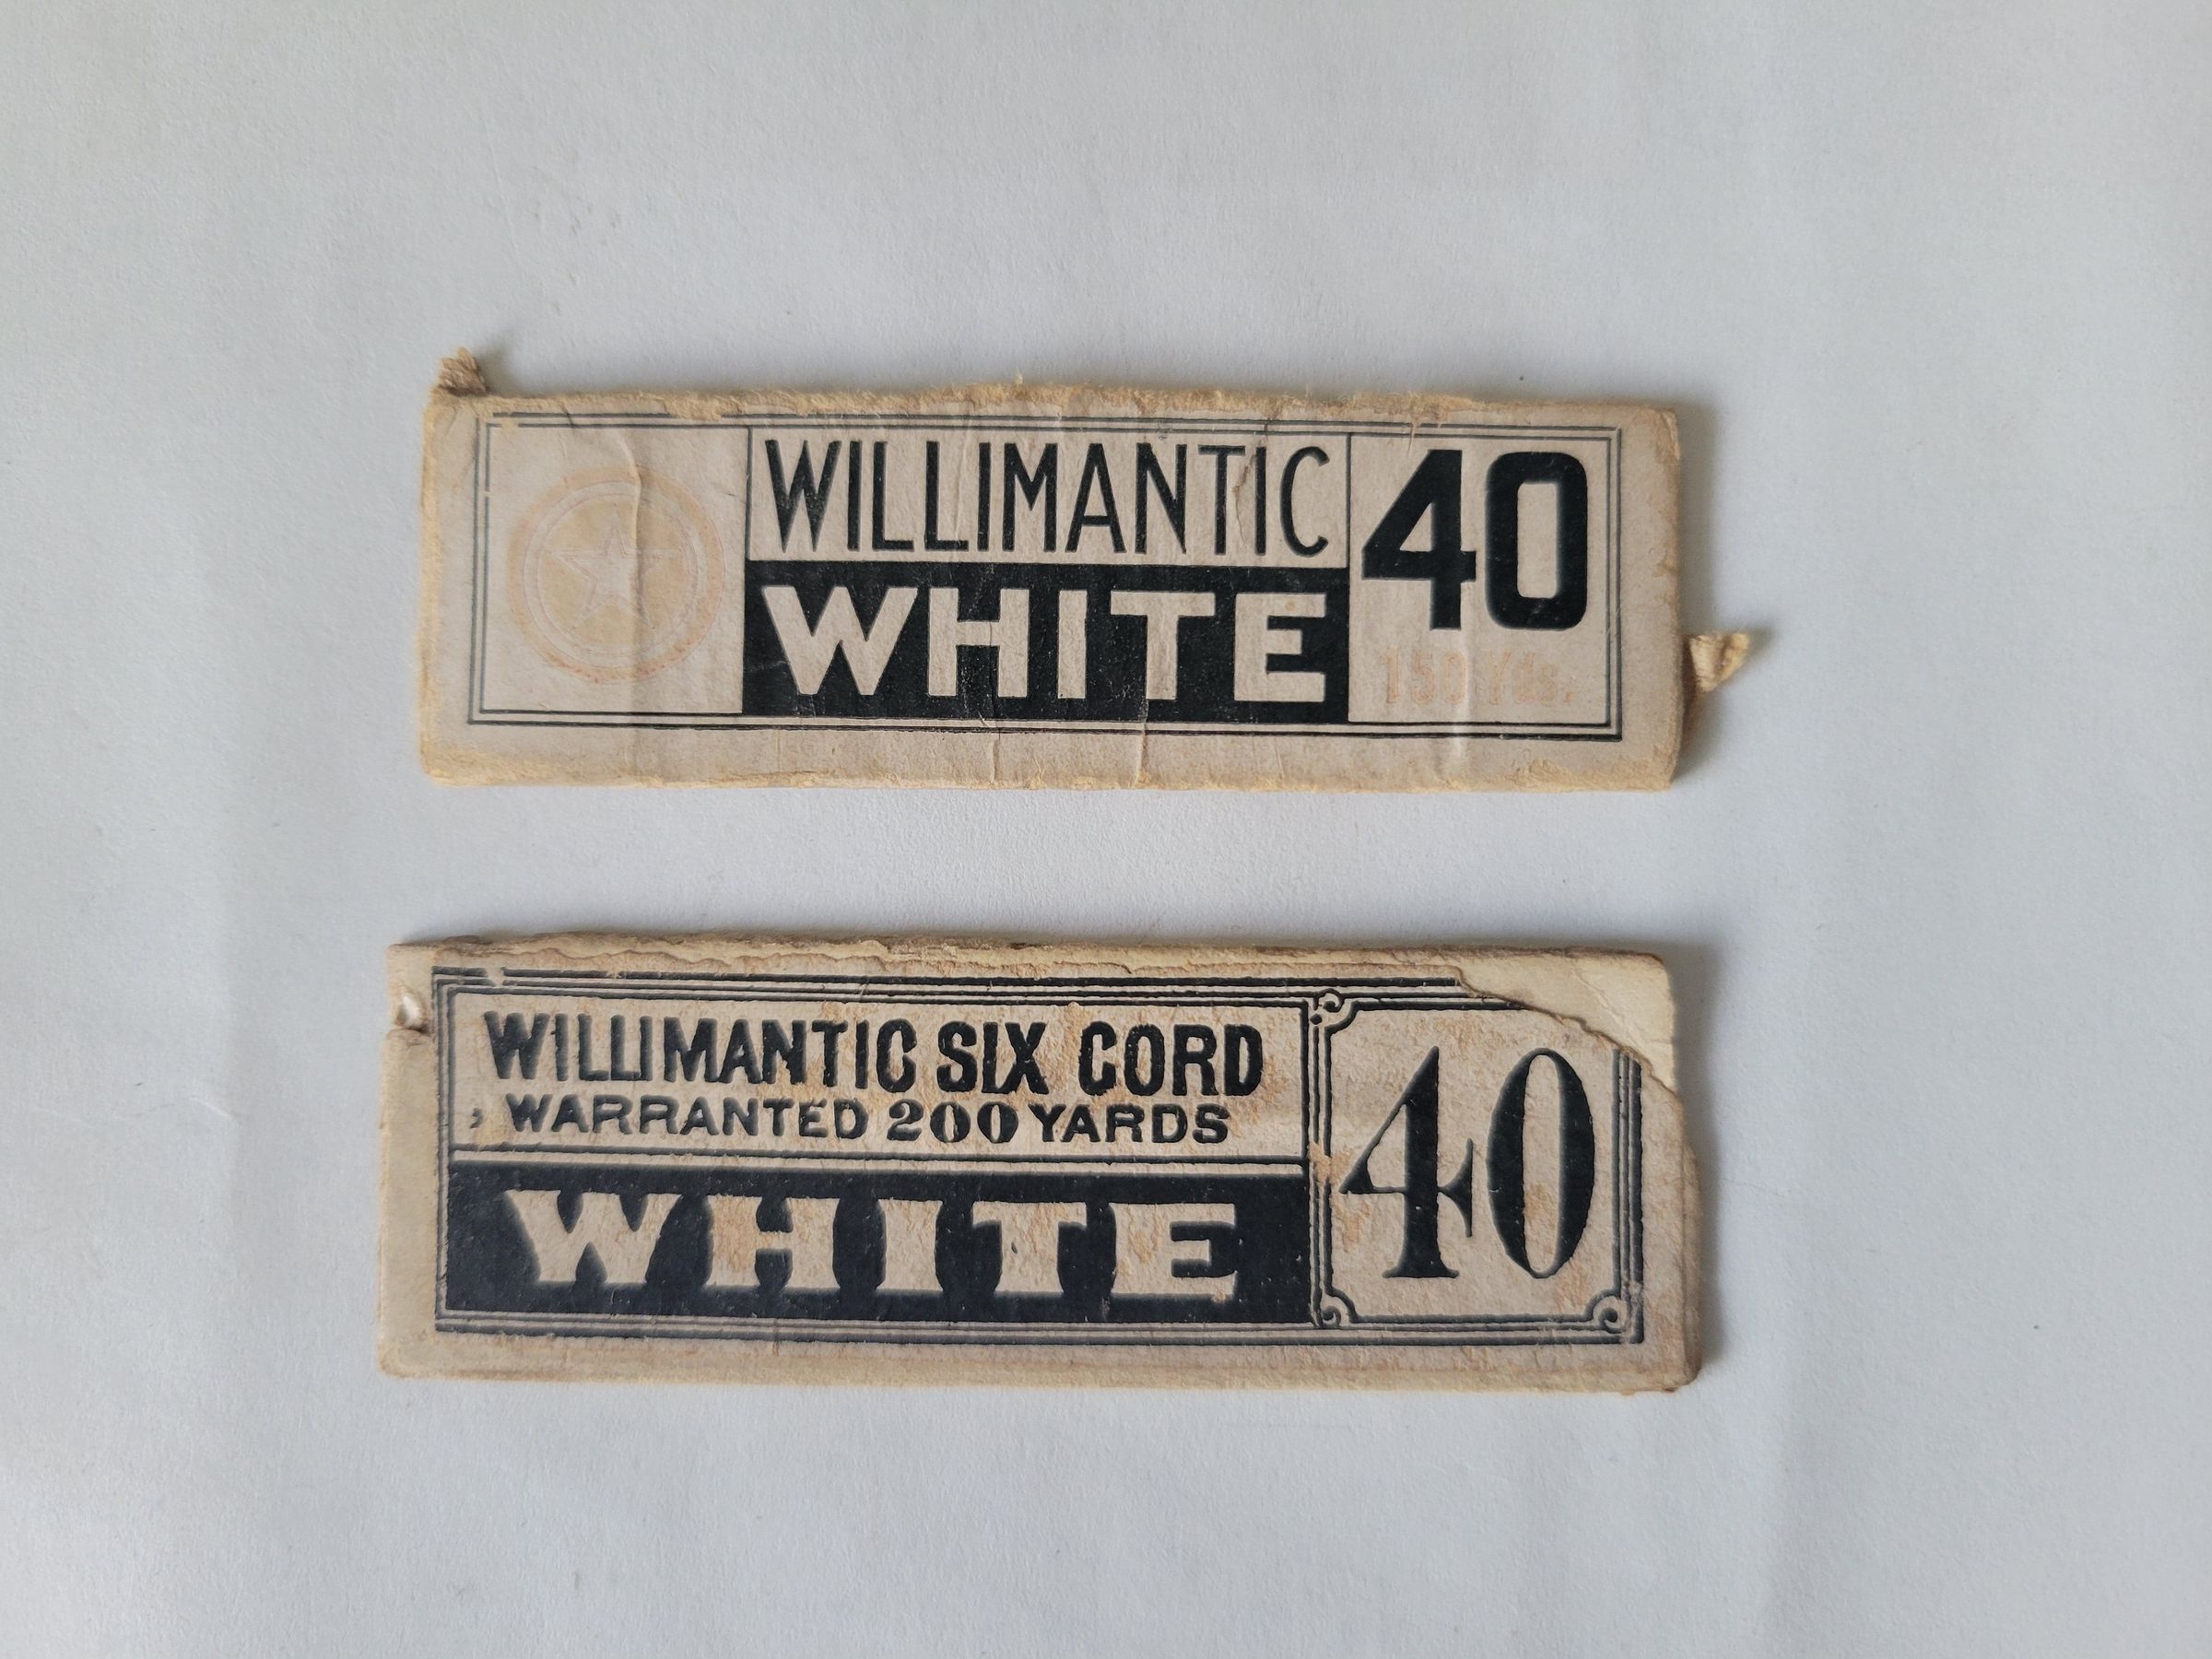 WILLIMANTIC
WHITE
40
150 Yds.
WILLIMANTIC SIX CORD
WARRANTED 200 YARDS
WHITE
40